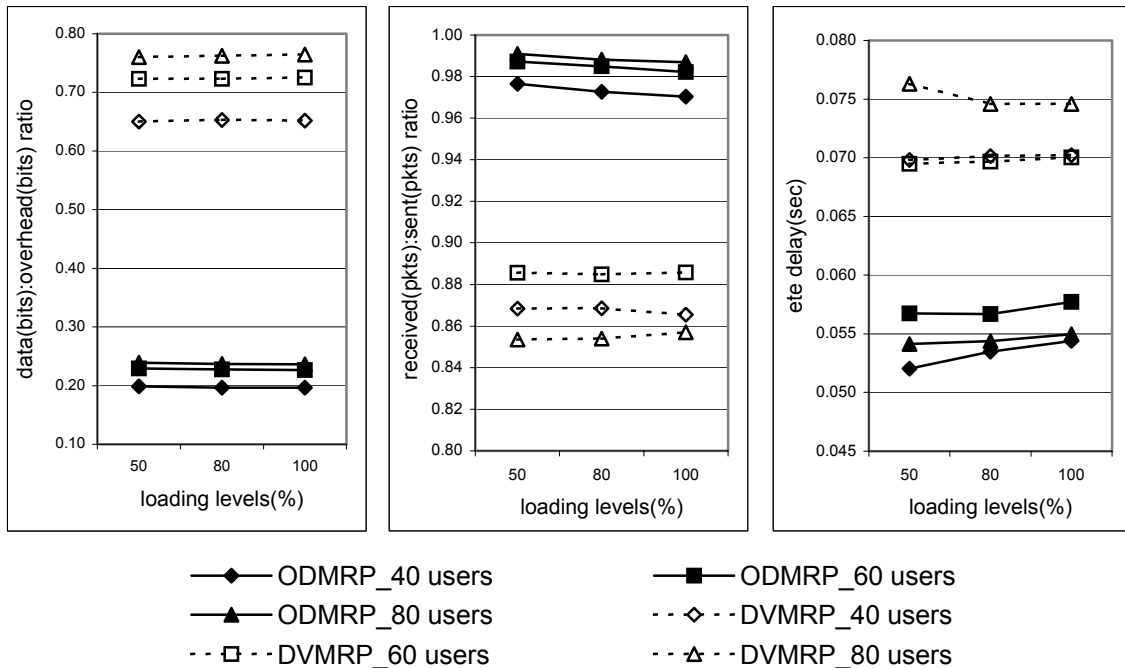 data(bits):overhead(bits) ratio
0.80
0.70
0.60
0.50
0.40
0.30
0.20
0.10
50 80 100
loading levels(%)
received(pkts):sent(pkts) ratio
1.00
0.98
0.96
0.94
0.92
0.90
0.88
0.86
0.84
0.82
0.80
50 80 100
loading levels(%)
ete delay(sec)
0.080
0.075
0.070
0.065
0.060
0.055
0.050
0.045
50 80 100
loading levels(%)
ODMRP_40 users ODMRP_60 users
ODMRP_80 users DVMRP_40 users
DVMRP_60 users DVMRP_80 users